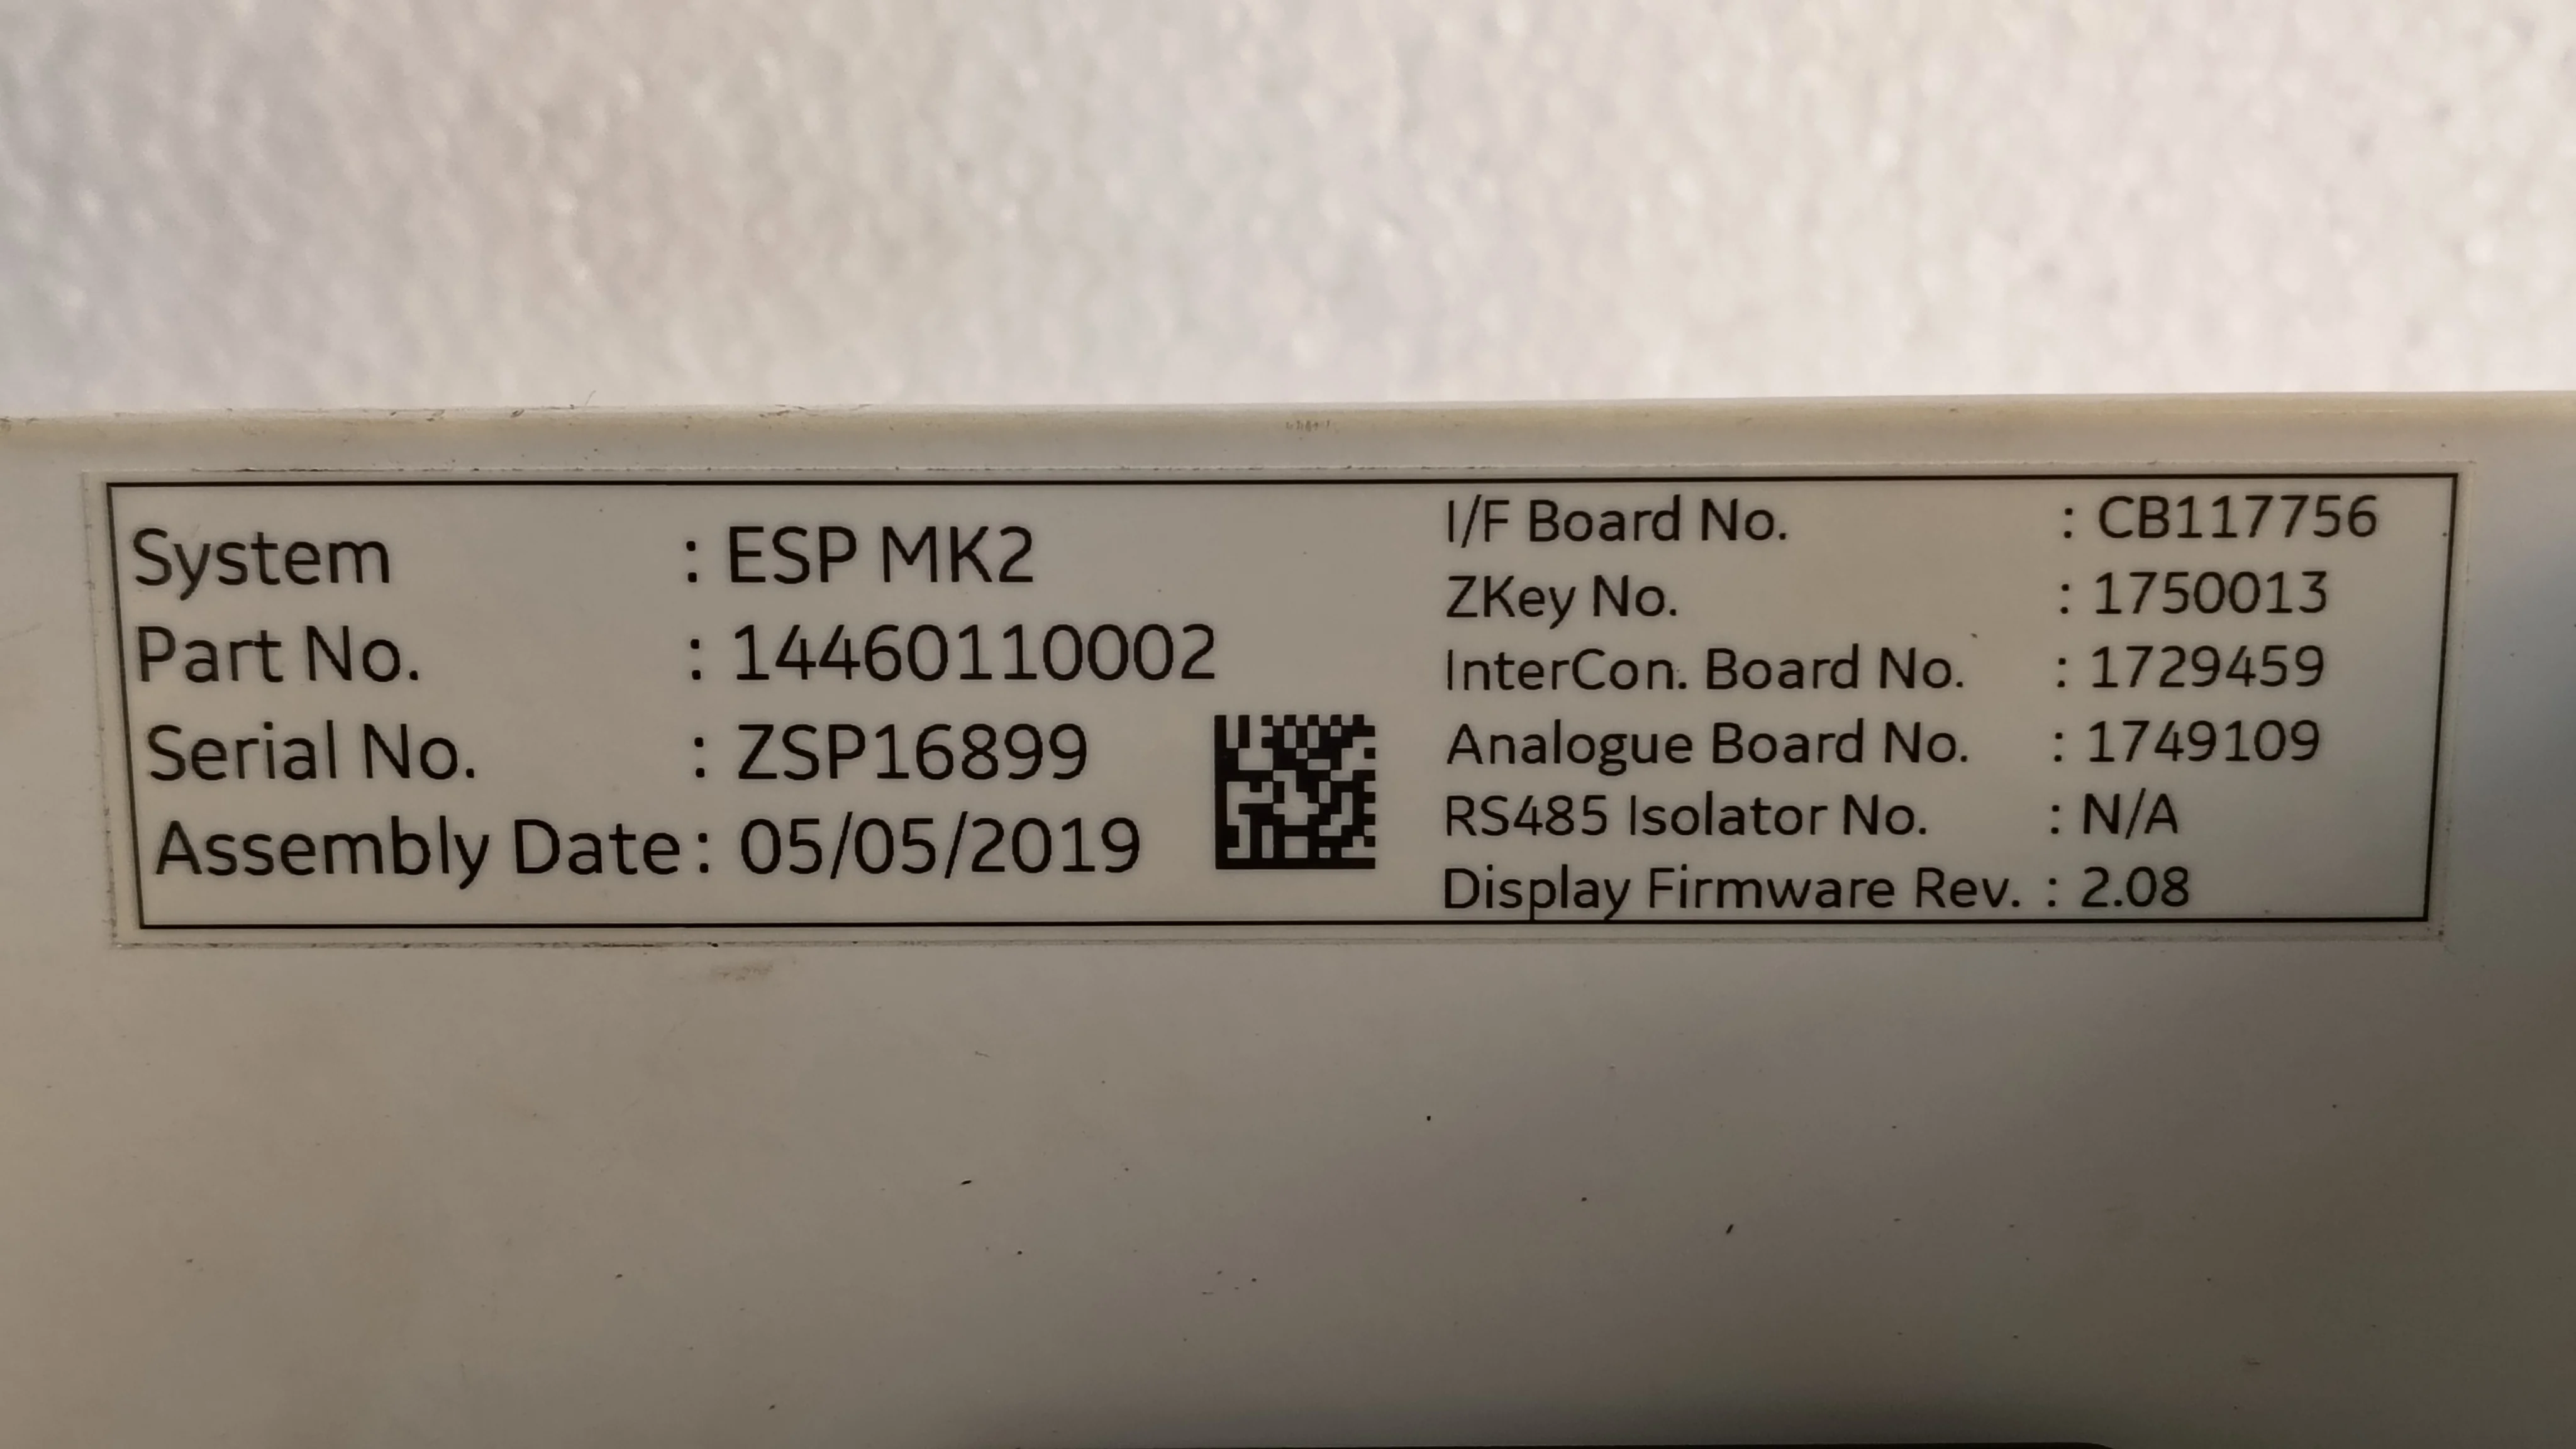 System : ESP MK2
Part No. : 14460110002
Serial No. : ZSP16899
Assembly Date : 05/05/2019
I/F Board No. : CB117756
ZKey No. : 1750013
InterCon. Board No. : 1729459
Analogue Board No. : 1749109
RS485 Isolator No. : N/A
Display Firmware Rev. : 2.08